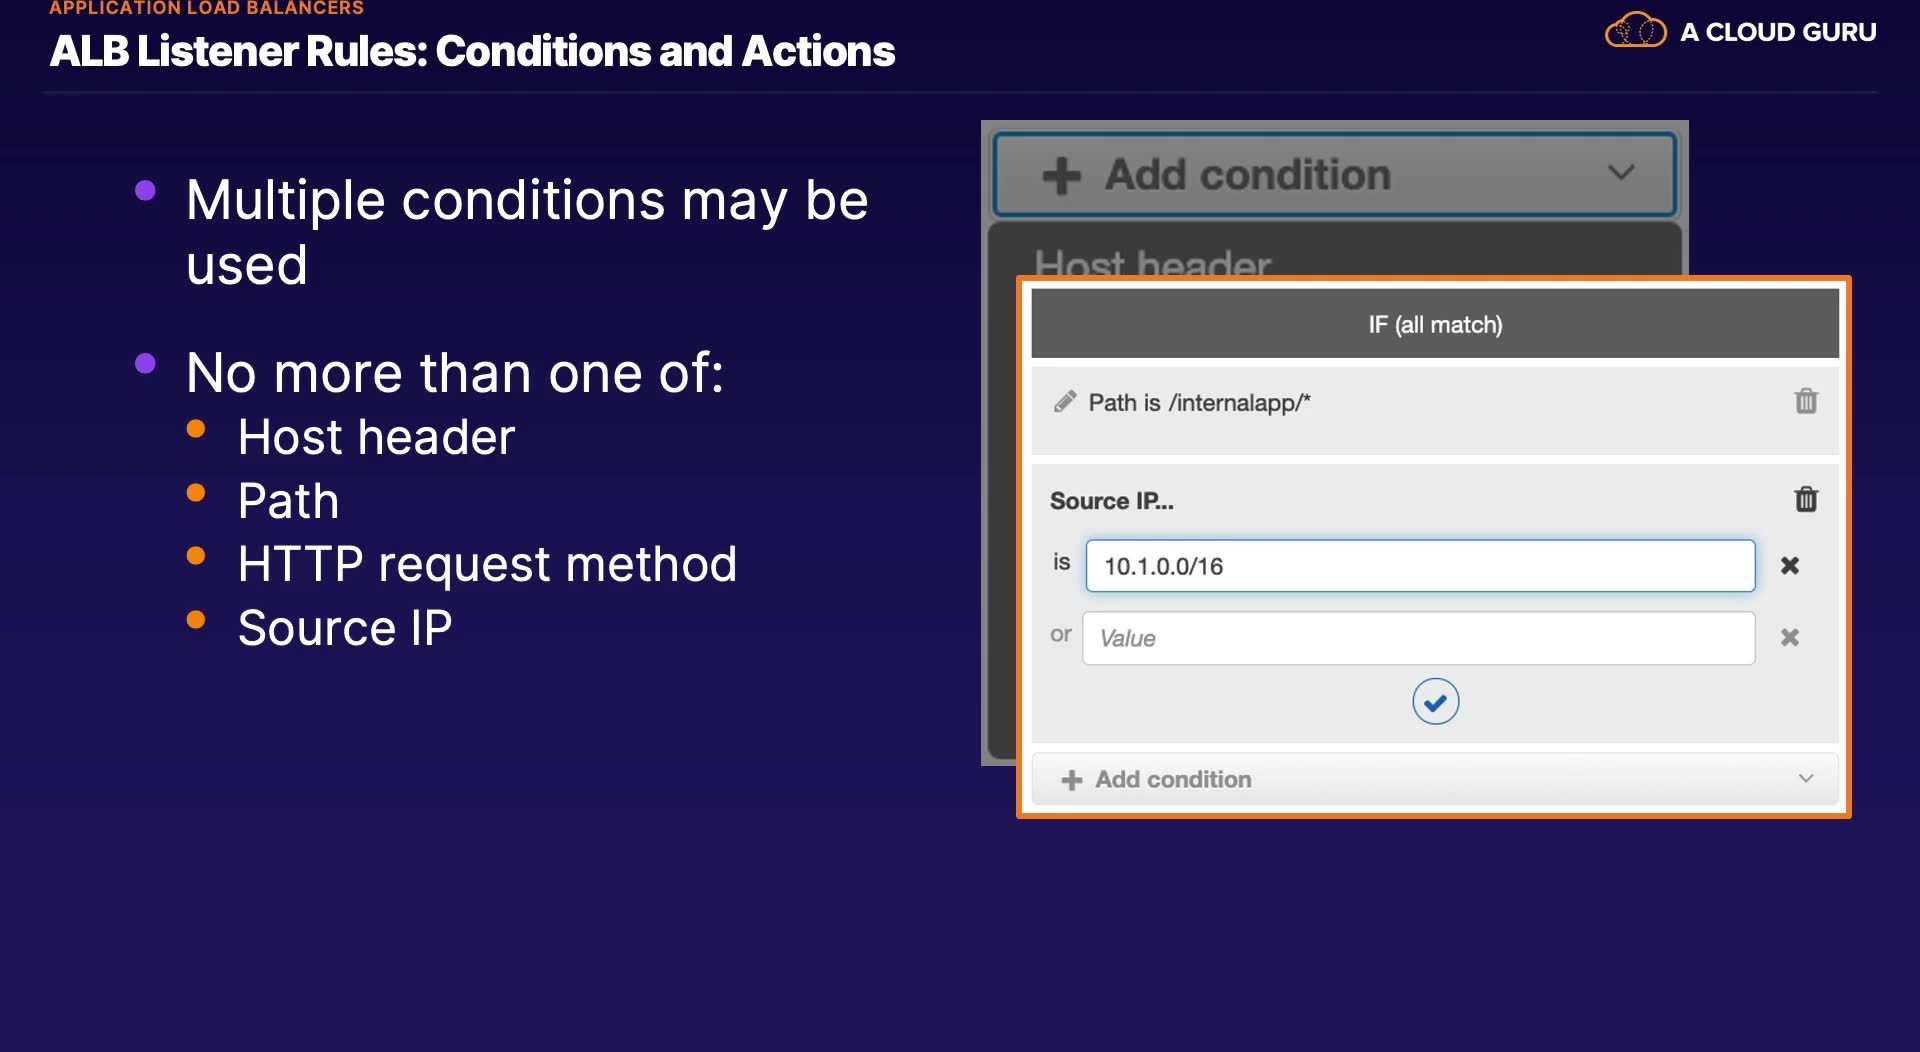 APPLICATION LOAD BALANCERS
ALB Listener Rules: Conditions and Actions
A CLOUD GURU
Multiple conditions may be
used
No more than one of:
Host header
Path
HTTP request method
Source IP
Add condition
Host header
IF (all match)
Path is /internalapp/*
Source IP...
is 10.1.0.0/16
or Value
Add condition